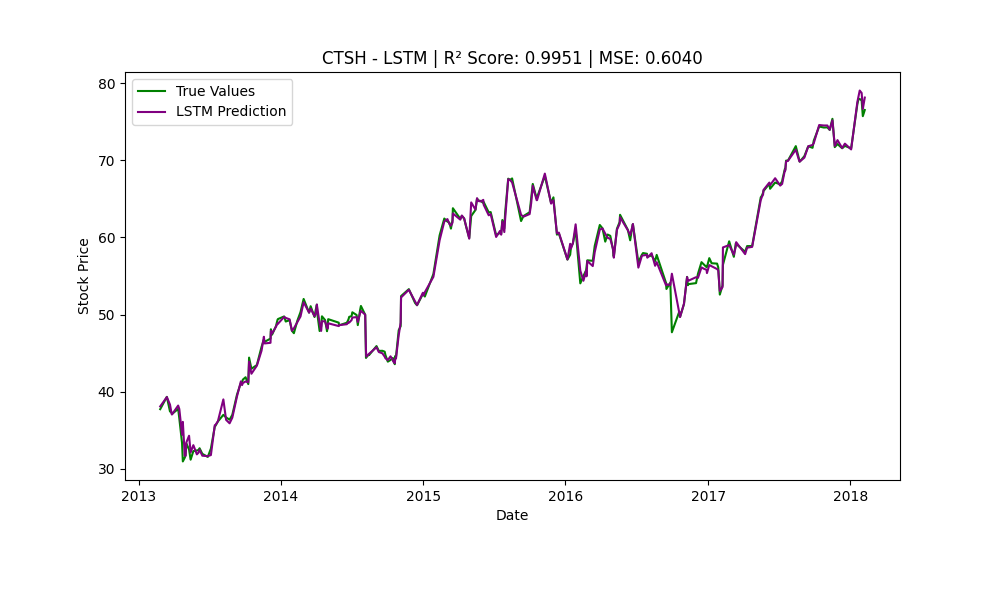 CTSH - LSTM | R² Score: 0.9951 | MSE: 0.6040
True Values
LSTM Prediction
80
70
60
50
40
30
Stock Price
2013 2014 2015 2016 2017 2018
Date